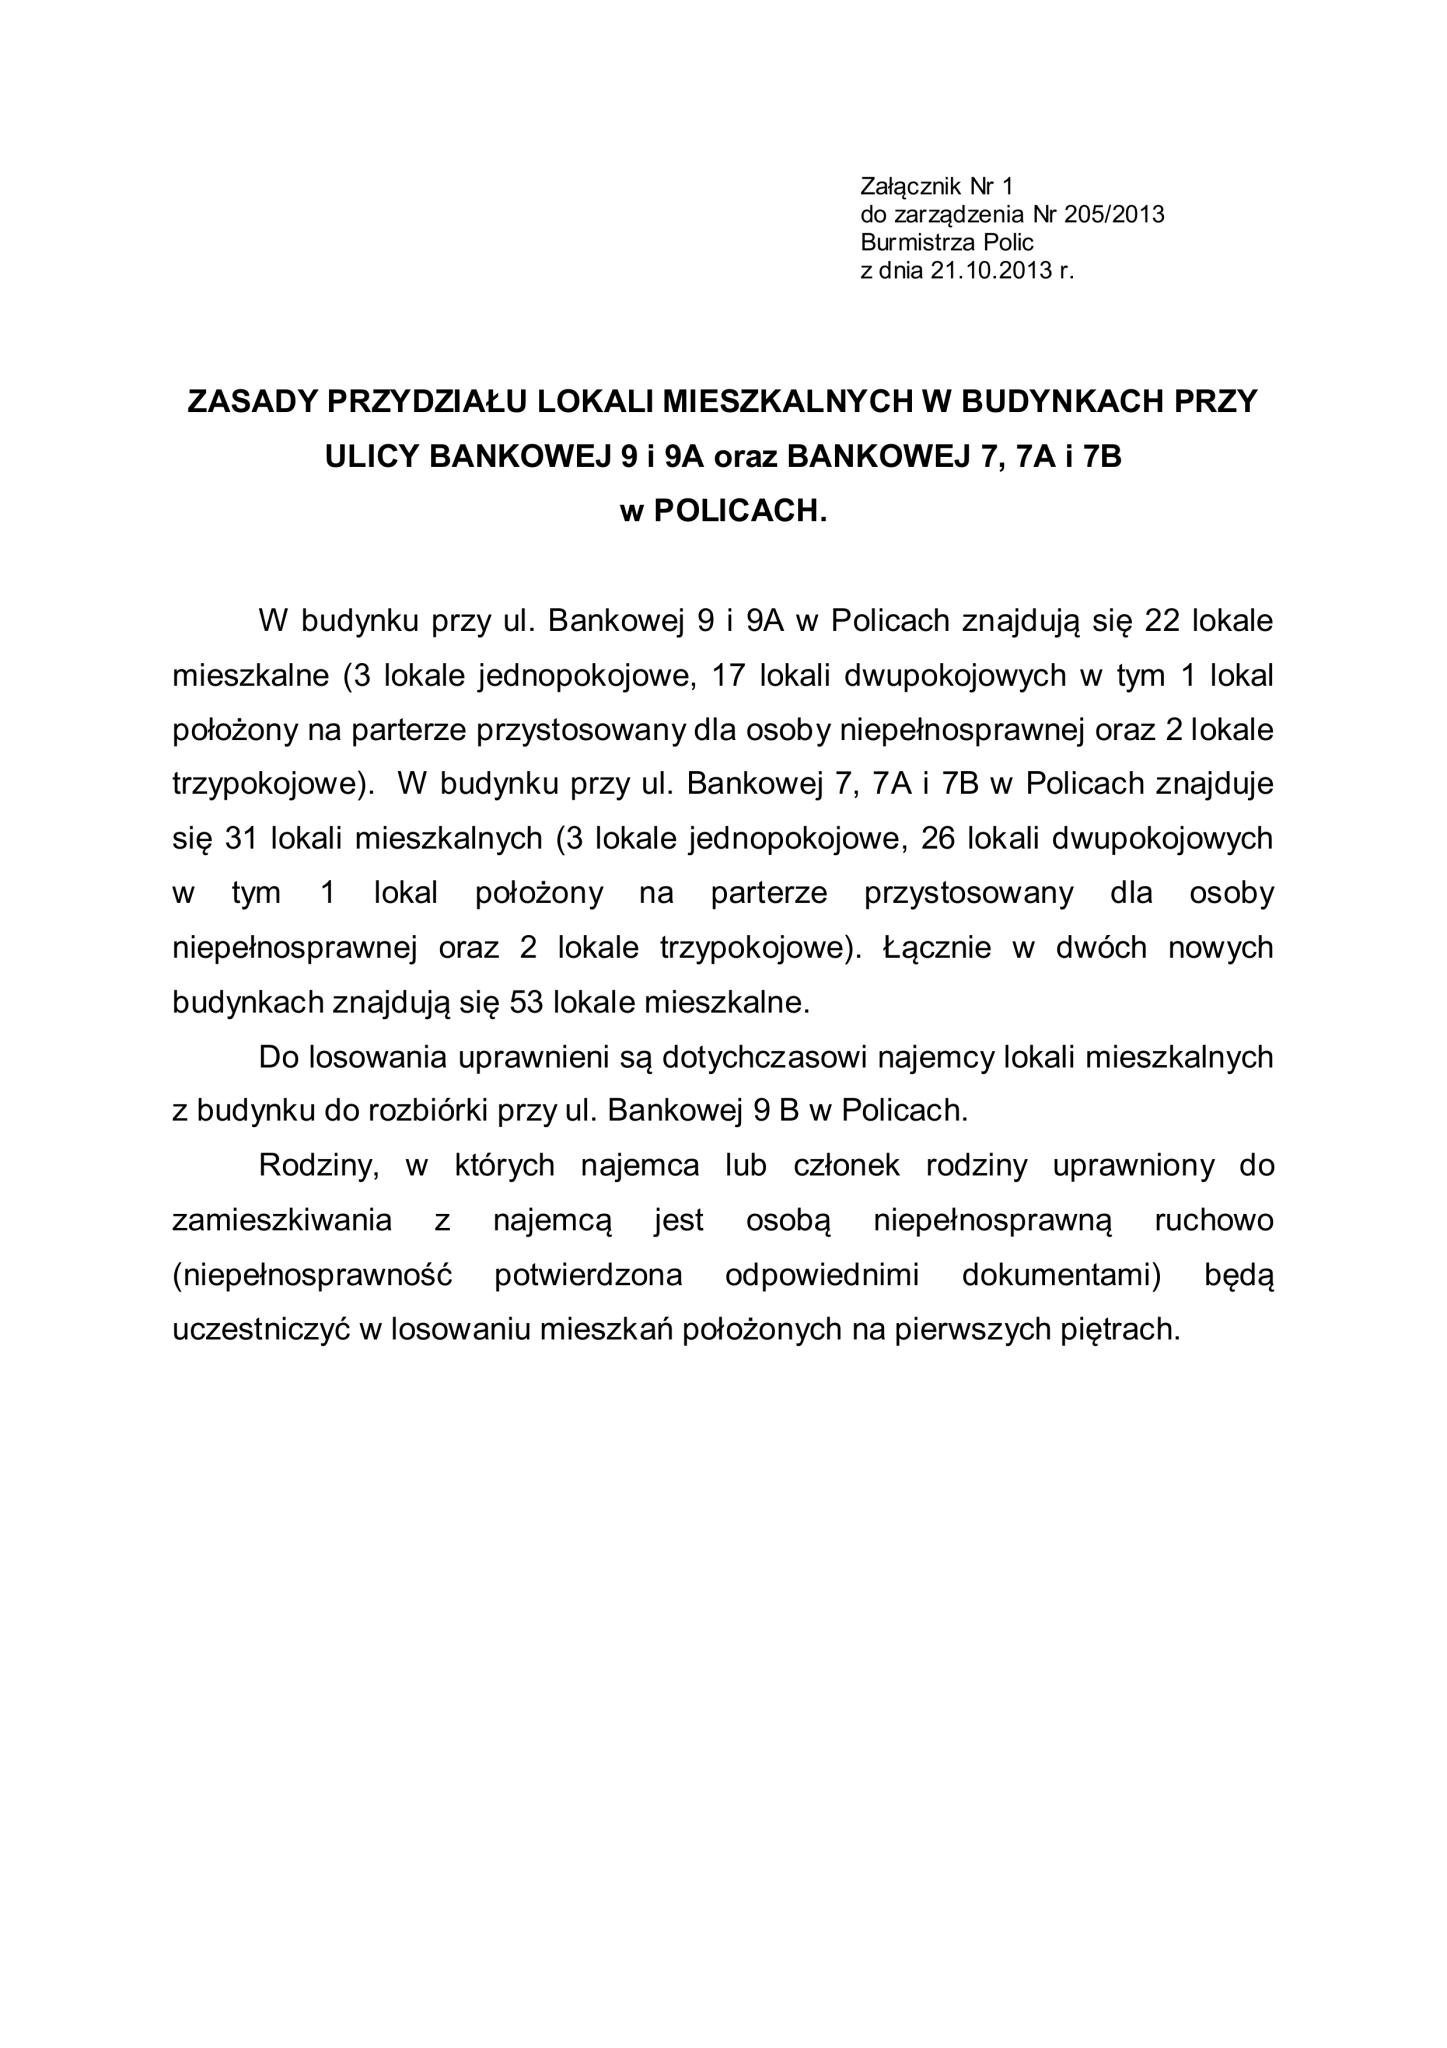 Załącznik Nr 1
do zarządzenia Nr 205/2013
Burmistrza Polic
z dnia 21.10.2013 r.
ZASADY PRZYDZIAŁU LOKALI MIESZKALNYCH W BUDYNKACH PRZY
ULICY BANKOWEJ 9 i 9A oraz BANKOWEJ 7, 7A i 7B
w POLICACH.
W budynku przy ul. Bankowej 9 i 9A w Policach znajdują się 22 lokale
mieszkalne (3 lokale jednopokojowe, 17 lokali dwupokojowych w tym 1 lokal
położony na parterze przystosowany dla osoby niepełnosprawnej oraz 2 lokale
trzypokojowe). W budynku przy ul. Bankowej 7, 7A i 7B w Policach znajduje
się 31 lokali mieszkalnych (3 lokale jednopokojowe, 26 lokali dwupokojowych
w tym 1 lokal położony na parterze przystosowany dla osoby
niepełnosprawnej oraz 2 lokale trzypokojowe). Łącznie w dwóch nowych
budynkach znajdują się 53 lokale mieszkalne.
Do losowania uprawnieni są dotychczasowi najemcy lokali mieszkalnych
z budynku do rozbiórki przy ul. Bankowej 9 B w Policach.
Rodziny, w których najemca lub członek rodziny uprawniony do
zamieszkiwania z najemcą jest osobą niepełnosprawną ruchowo
(niepełnosprawność potwierdzona odpowiednimi dokumentami) będą
uczestniczyć w losowaniu mieszkań położonych na pierwszych piętrach.